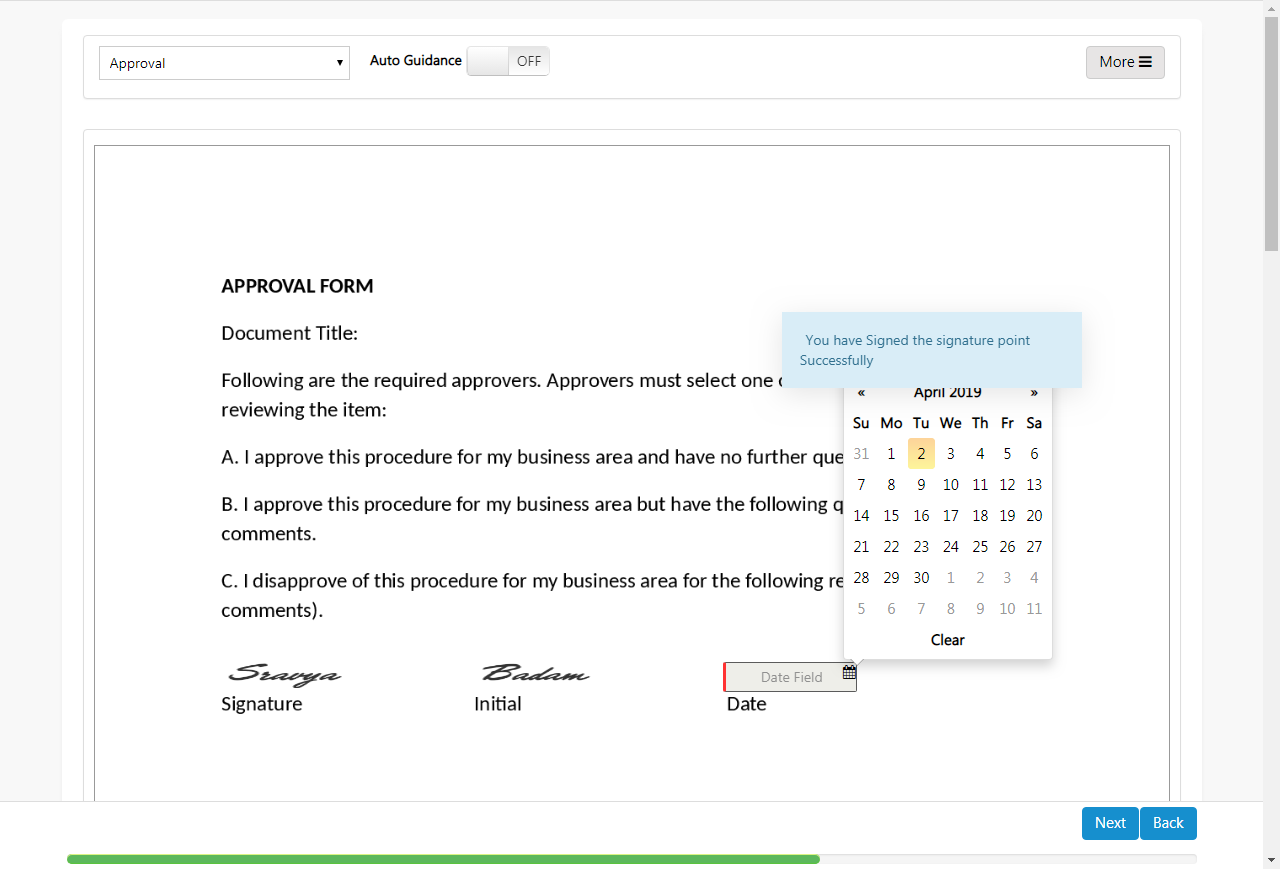 Approval
Auto Guidance OFF
More
APPROVAL FORM
Document Title:
You have Signed the signature point
Successfully
Following are the required approvers. Approvers must select one
reviewing the item:
« April 2019 »
Su Mo Tu We Th Fr Sa
31 1 2 3 4 5 6
7 8 9 10 11 12 13
14 15 16 17 18 19 20
21 22 23 24 25 26 27
28 29 30 1 2 3 4
5 6 7 8 9 10 11
Clear
A. I approve this procedure for my business area and have no further
B. I approve this procedure for my business area but have the following
comments.
C. I disapprove of this procedure for my business area for the following
comments).
Sravya Badam Date Field
Signature Initial Date
Next Back